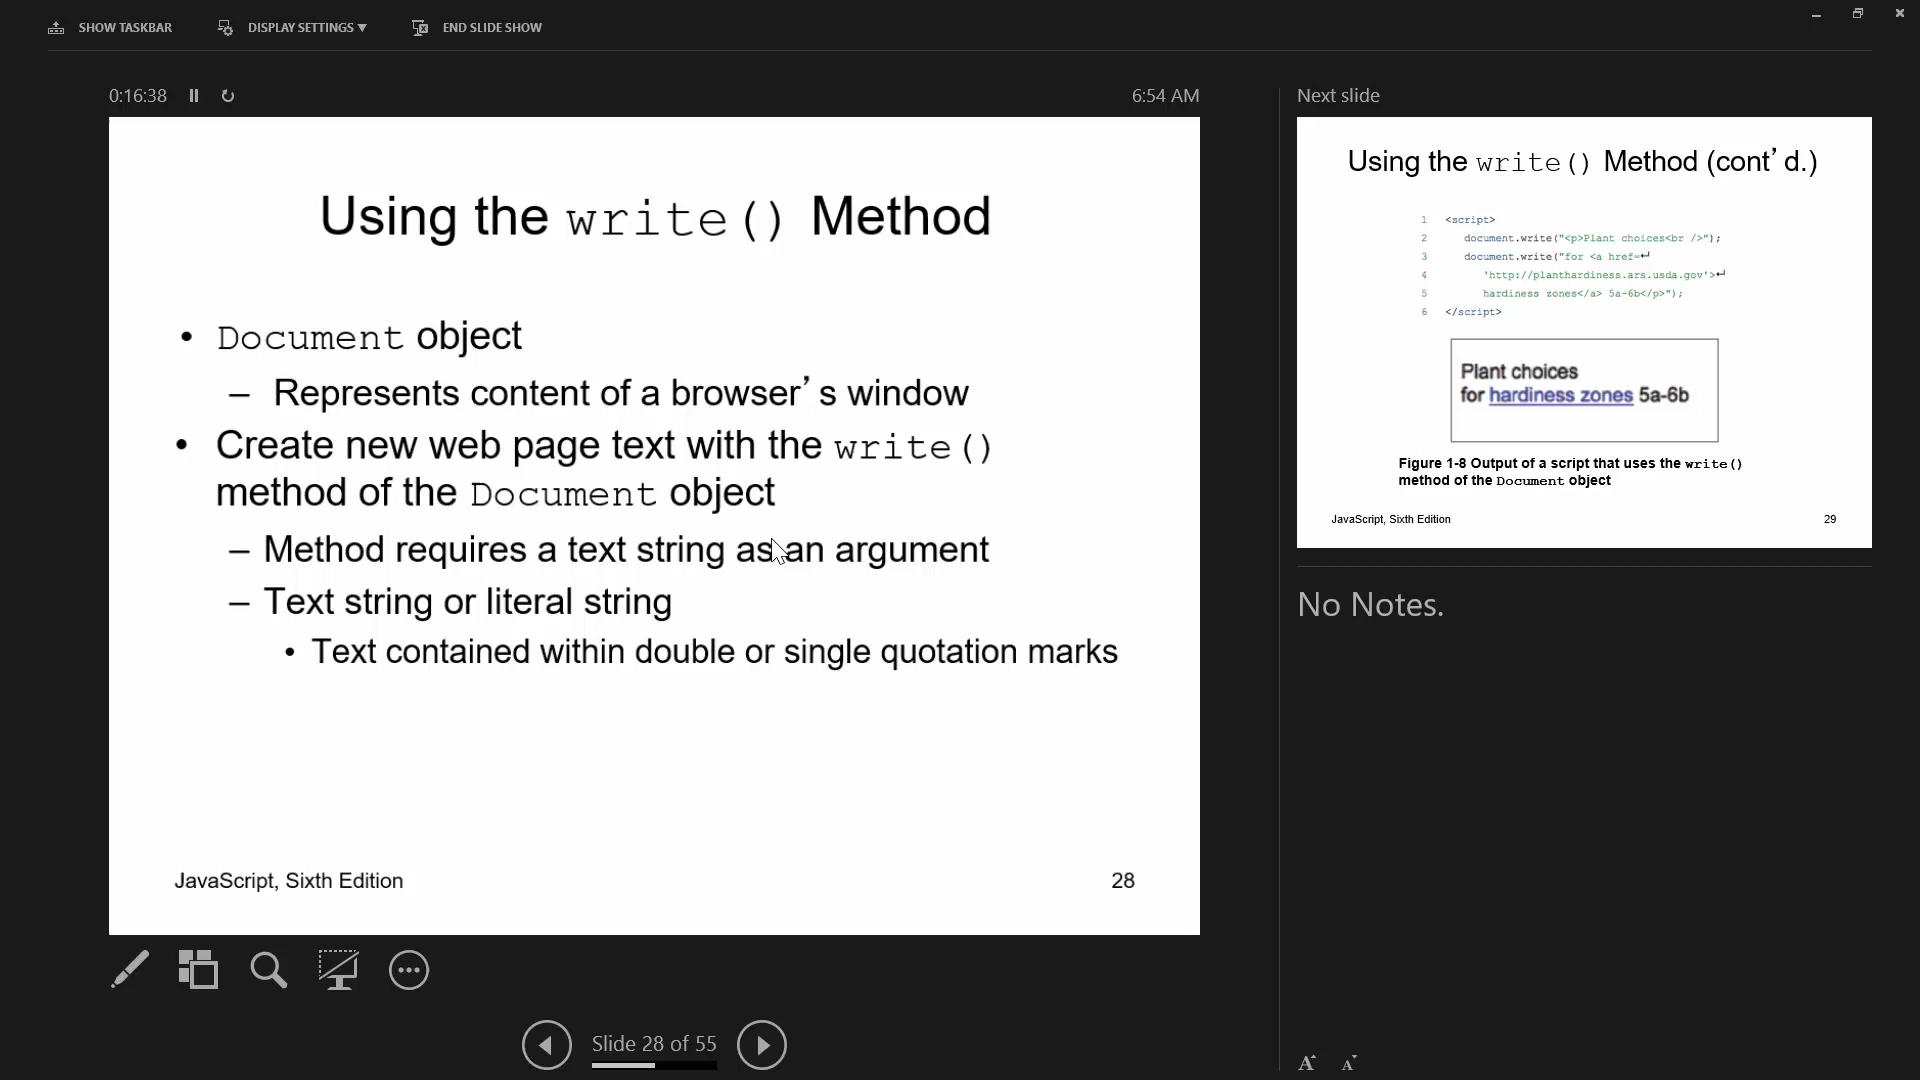 SHOW TASKBAR
DISPLAY SETTINGS ▼
END SLIDE SHOW
0:16:38
6:54 AM
Using the write() Method
• Document object
– Represents content of a browser’s window
• Create new web page text with the write()
method of the Document object
– Method requires a text string as an argument
– Text string or literal string
• Text contained within double or single quotation marks
JavaScript, Sixth Edition
28
Slide 28 of 55
Next slide
Using the write() Method (cont’d.)
1 <script>
2 document.write("<p>Plant choices<br />");
3 document.write("for <a href=↵
4 'http://planthardiness.ars.usda.gov'>↵
5 hardiness zones</a> 5a-6b</p>");
6 </script>
Plant choices
for hardiness zones 5a-6b
Figure 1-8 Output of a script that uses the write()
method of the Document object
JavaScript, Sixth Edition
29
No Notes.
A A